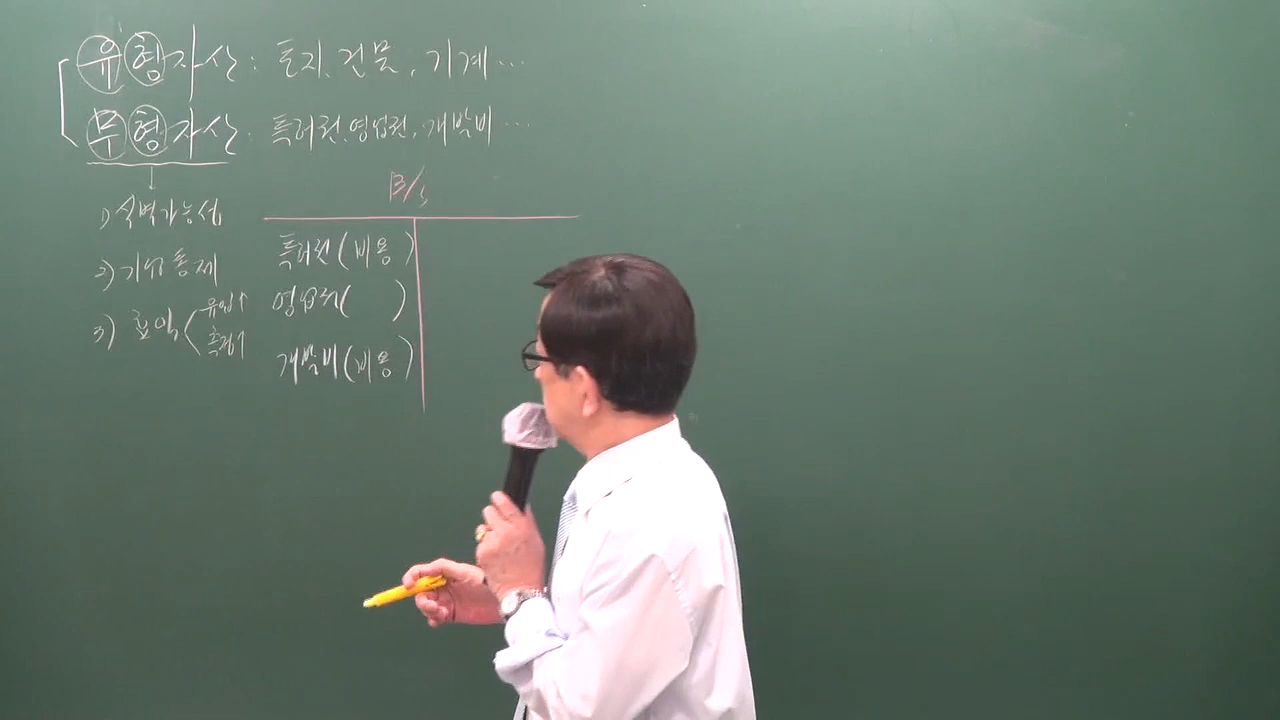 유형자산 : 토지, 건물, 기계 ...
무형자산 : 특허권, 영업권, 개발비 ...
1) 식별가능성
2) 기업통제
3) 효익 ( 유입↑
측정↑
B/s
특허권 (비용)
영업권 ( )
개발비 (비용)